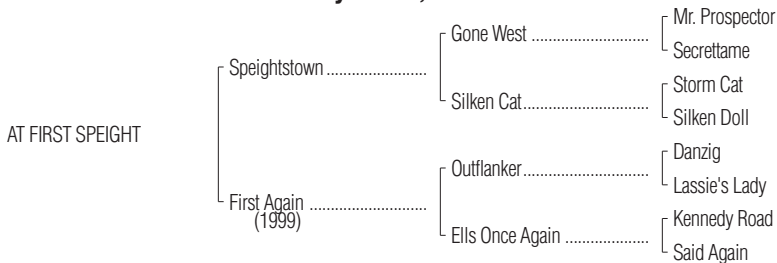 Mr. Prospector
Gone West ........................................
Secrettame
Speightstown ..........................
Storm Cat
Silken Cat..........................................
Silken Doll
AT FIRST SPEIGHT
Danzig
Outflanker..........................................
Lassie's Lady
First Again ...............................
(1999)
Kennedy Road
Ells Once Again ......................
Said Again